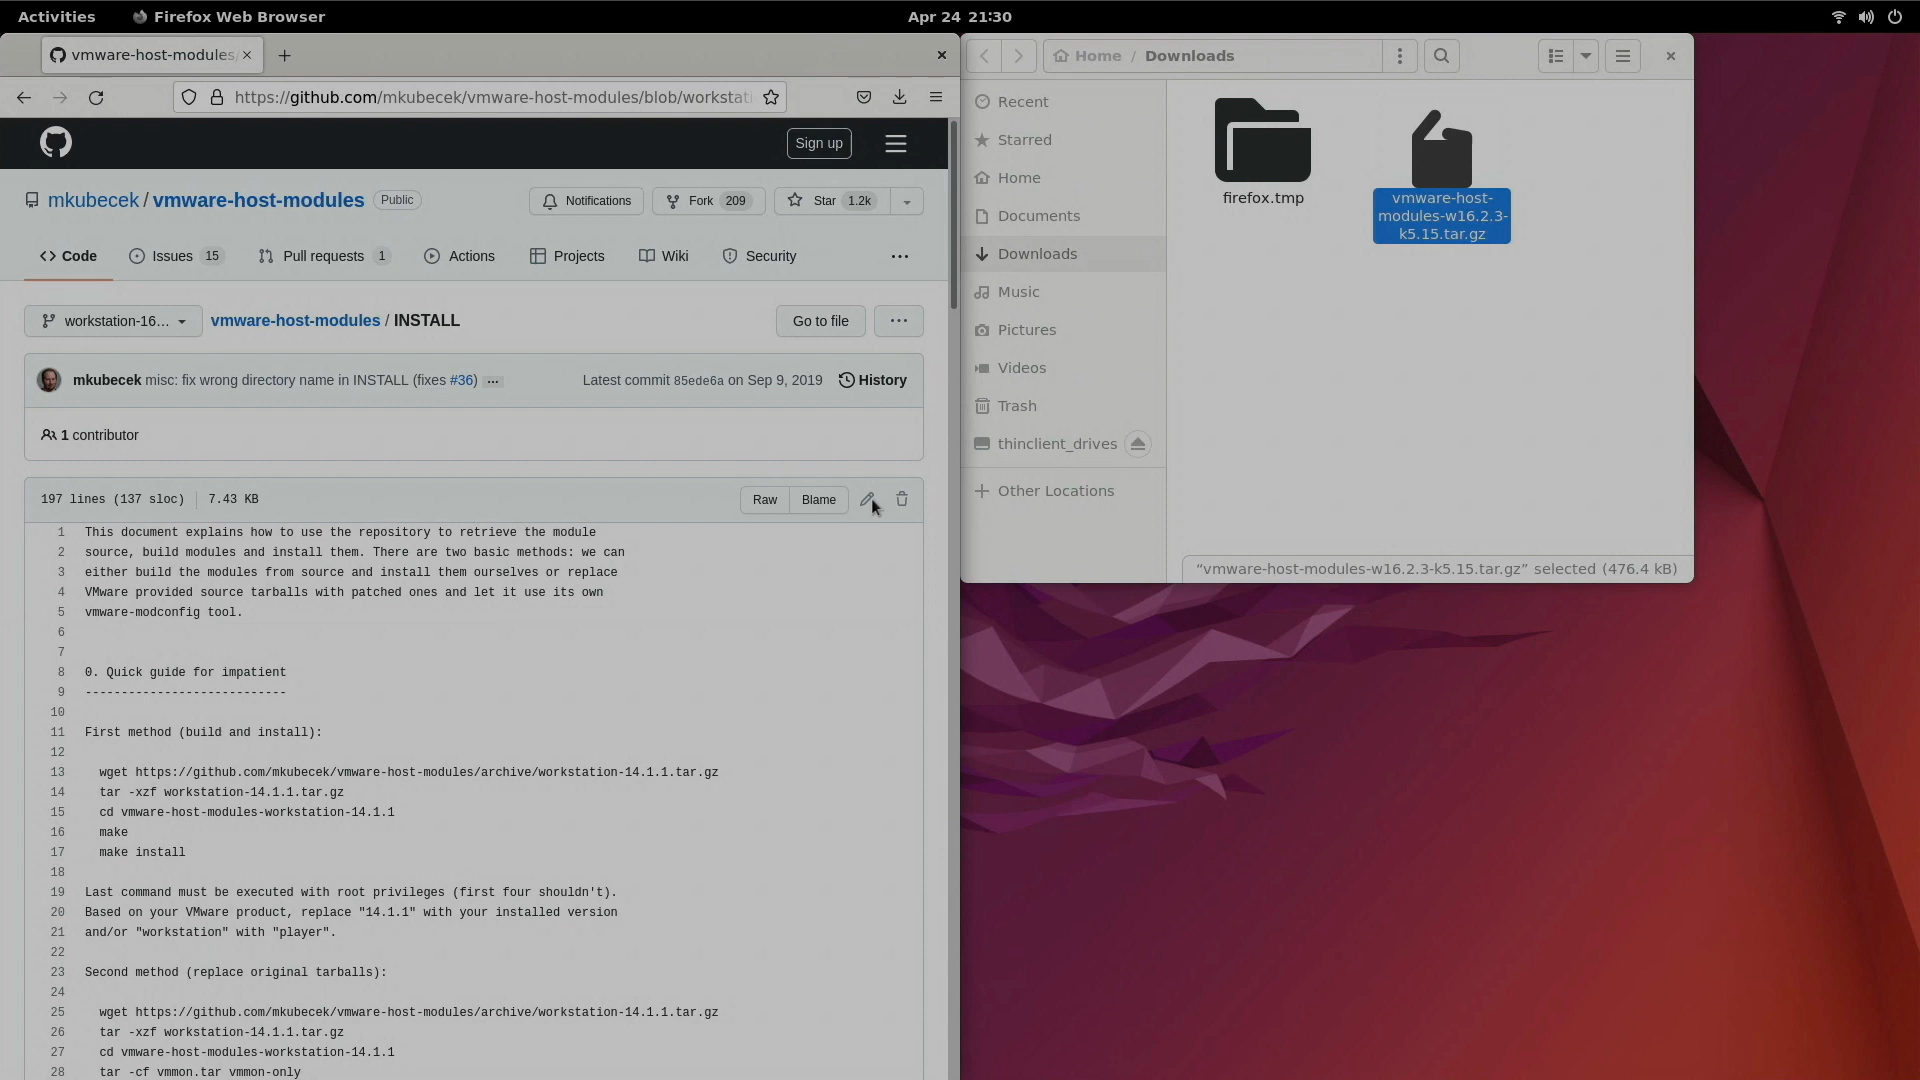 Activities
Firefox Web Browser
Apr 24 21:30
vmware-host-modules/
https://github.com/mkubecek/vmware-host-modules/blob/workstati
Sign up
mkubecek / vmware-host-modules Public
Notifications
Fork 209
Star 1.2k
Code
Issues 15
Pull requests 1
Actions
Projects
Wiki
Security
workstation-16...
vmware-host-modules / INSTALL
Go to file
mkubecek misc: fix wrong directory name in INSTALL (fixes #36)
Latest commit 85ede6a on Sep 9, 2019
History
1 contributor
197 lines (137 sloc)
7.43 KB
Raw
Blame
1 This document explains how to use the repository to retrieve the module
2 source, build modules and install them. There are two basic methods: we can
3 either build the modules from source and install them ourselves or replace
4 VMware provided source tarballs with patched ones and let it use its own
5 vmware-modconfig tool.
6
7
8 0. Quick guide for impatient
9 ----------------------------
10
11 First method (build and install):
12
13 wget https://github.com/mkubecek/vmware-host-modules/archive/workstation-14.1.1.tar.gz
14 tar -xzf workstation-14.1.1.tar.gz
15 cd vmware-host-modules-workstation-14.1.1
16 make
17 make install
18
19 Last command must be executed with root privileges (first four shouldn't).
20 Based on your VMware product, replace "14.1.1" with your installed version
21 and/or "workstation" with "player".
22
23 Second method (replace original tarballs):
24
25 wget https://github.com/mkubecek/vmware-host-modules/archive/workstation-14.1.1.tar.gz
26 tar -xzf workstation-14.1.1.tar.gz
27 cd vmware-host-modules-workstation-14.1.1
28 tar -cf vmmon.tar vmmon-only
Home / Downloads
Recent
Starred
Home
Documents
Downloads
Music
Pictures
Videos
Trash
thinclient_drives
Other Locations
firefox.tmp
vmware-host-
modules-w16.2.3-
k5.15.tar.gz
“vmware-host-modules-w16.2.3-k5.15.tar.gz” selected (476.4 kB)